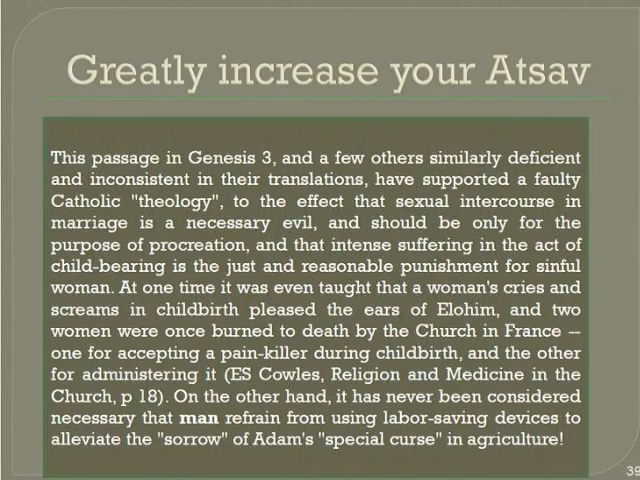 Greatly increase your Atsav
This passage in Genesis 3, and a few others similarly deficient
and inconsistent in their translations, have supported a faulty
Catholic "theology", to the effect that sexual intercourse in
marriage is a necessary evil, and should be only for the
purpose of procreation, and that intense suffering in the act of
child-bearing is the just and reasonable punishment for sinful
woman. At one time it was even taught that a woman's cries and
screams in childbirth pleased the ears of Elohim, and two
women were once burned to death by the Church in France --
one for accepting a pain-killer during childbirth, and the other
for administering it (ES Cowles, Religion and Medicine in the
Church, p 18). On the other hand, it has never been considered
necessary that man refrain from using labor-saving devices to
alleviate the "sorrow" of Adam's "special curse" in agriculture!
39